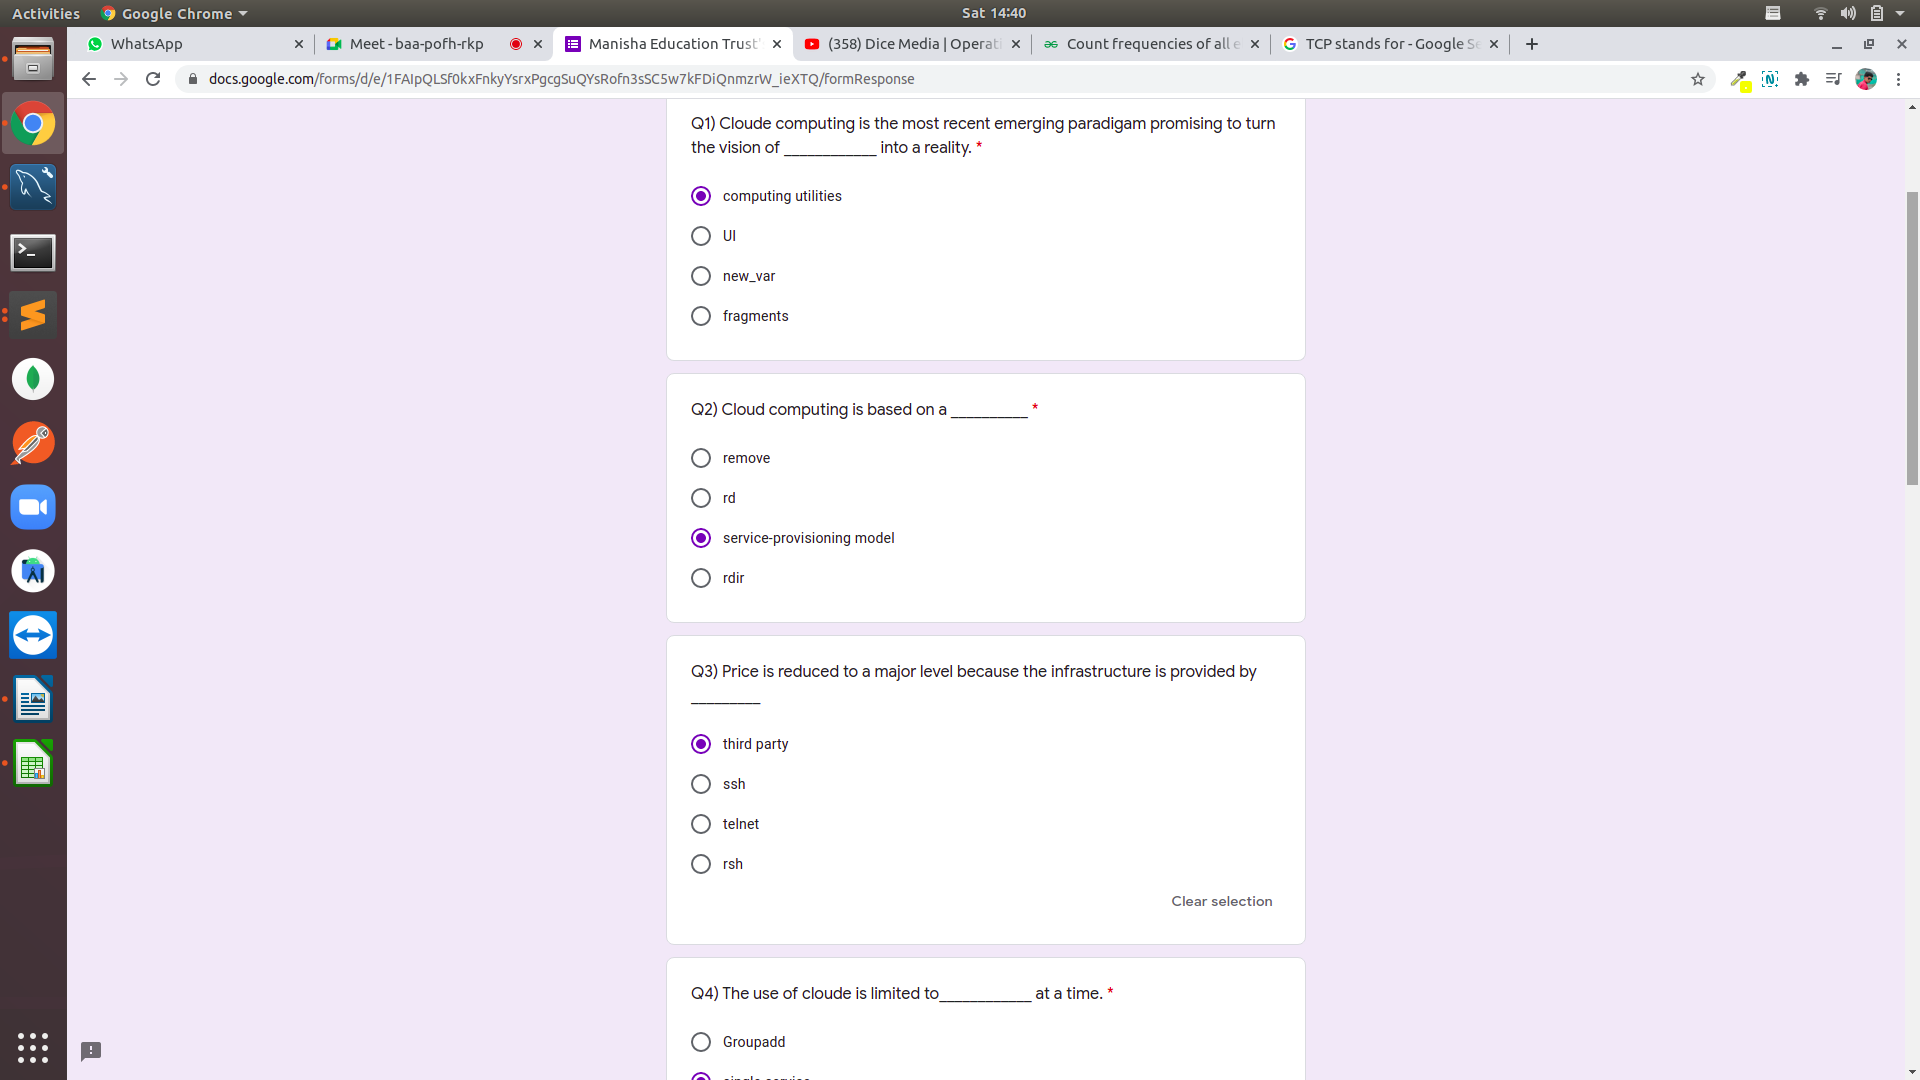 Activities
Google Chrome
Sat 14:40
WhatsApp
Meet - baa-pofh-rkp
Manisha Education Trust'
(358) Dice Media | Operati
Count frequencies of all e
TCP stands for - Google Se
docs.google.com/forms/d/e/1FAIpQLSf0kxFnkyYsrxPgcgSuQYsRofn3sSC5w7kFDiQnmzrW_ieXTQ/formResponse
Q1) Cloude computing is the most recent emerging paradigam promising to turn
the vision of ____________ into a reality. *
computing utilities
UI
new_var
fragments
Q2) Cloud computing is based on a __________ *
remove
rd
service-provisioning model
rdir
Q3) Price is reduced to a major level because the infrastructure is provided by
_________
third party
ssh
telnet
rsh
Clear selection
Q4) The use of cloude is limited to____________ at a time. *
Groupadd